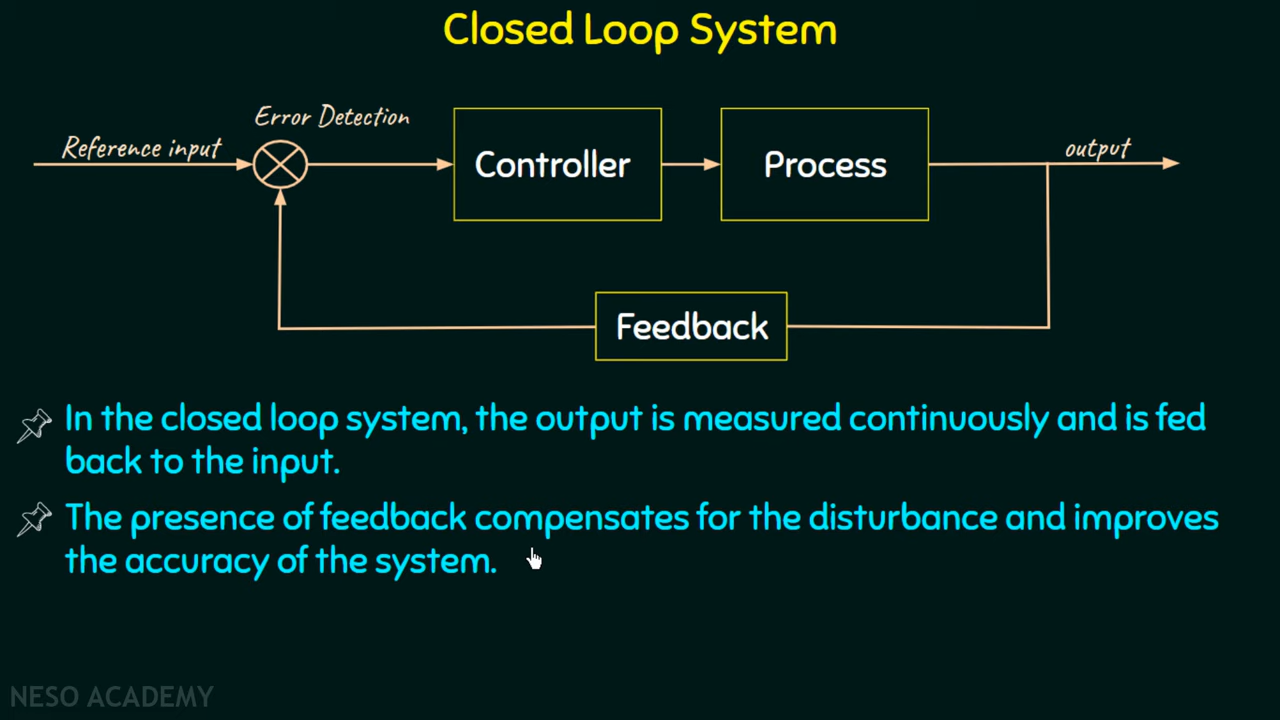 Closed Loop System
Error Detection
Reference input
Controller
Process
output
Feedback
In the closed loop system, the output is measured continuously and is fed
back to the input.
The presence of feedback compensates for the disturbance and improves
the accuracy of the system.
NESO ACADEMY